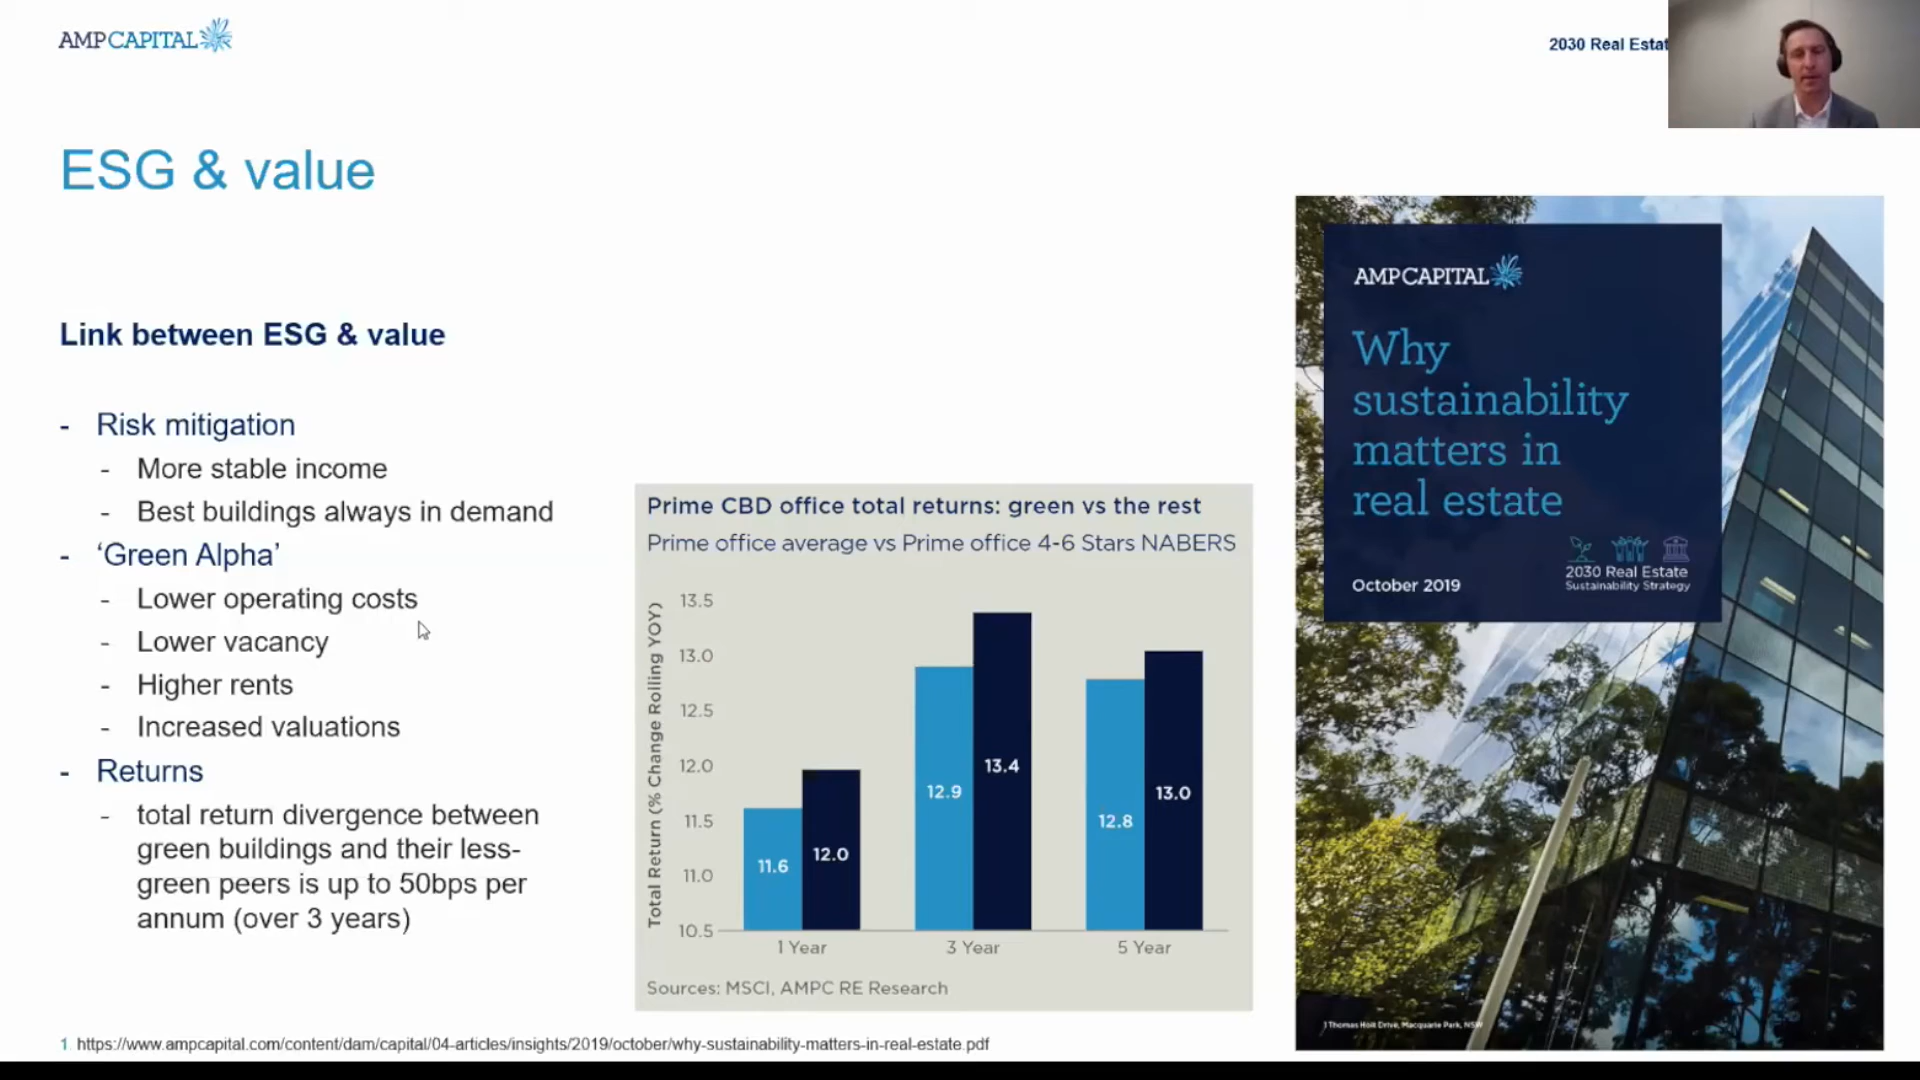 AMPCAPITAL
2030 Real Estat
ESG & value
Link between ESG & value
- Risk mitigation
- More stable income
- Best buildings always in demand
- ‘Green Alpha’
- Lower operating costs
- Lower vacancy
- Higher rents
- Increased valuations
- Returns
- total return divergence between
green buildings and their less-
green peers is up to 50bps per
annum (over 3 years)
Prime CBD office total returns: green vs the rest
Prime office average vs Prime office 4-6 Stars NABERS
Total Return (% Change Rolling YOY)
13.5
13.0
12.5
12.0
11.5
11.0
10.5
11.6
12.0
12.9
13.4
12.8
13.0
1 Year
3 Year
5 Year
Sources: MSCI, AMPC RE Research
AMPCAPITAL
Why
sustainability
matters in
real estate
October 2019
2030 Real Estate
Sustainability Strategy
1 Thomas Holt Drive, Macquarie Park, NSW
1 https://www.ampcapital.com/content/dam/capital/04-articles/insights/2019/october/why-sustainability-matters-in-real-estate.pdf